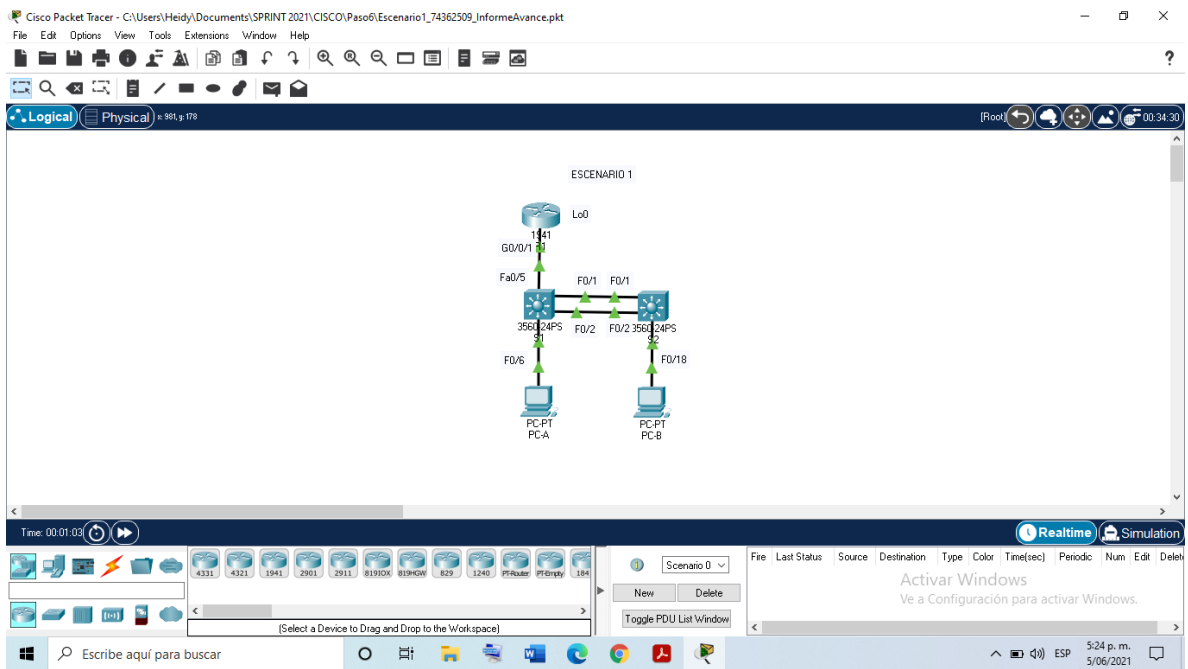 Cisco Packet Tracer - C:\Users\Heidy\Documents\SPRINT 2021\CISCO\Paso6\Escenario1_74362509_InformeAvance.pkt
File Edit Options View Tools Extensions Window Help
?
Logical Physical x: 981, y: 178 [Root] 00:34:30
ESCENARIO 1
Lo0
1941
G0/0/1
Fa0/5
F0/1 F0/1
3560-24PS F0/2 F0/2 3560-24PS
S1 S2
F0/6 F0/18
PC-PT PC-PT
PC-A PC-B
Time: 00:01:03 Realtime Simulation
4331 4321 1941 2901 2911 819IOX 819HGW 829 1240 PT-Router PT-Empty 184
(Select a Device to Drag and Drop to the Workspace)
Scenario 0
New Delete
Toggle PDU List Window
Fire Last Status Source Destination Type Color Time(sec) Periodic Num Edit Delet
Activar Windows
Ve a Configuración para activar Windows.
Escribe aquí para buscar
ESP
5:24 p. m.
5/06/2021